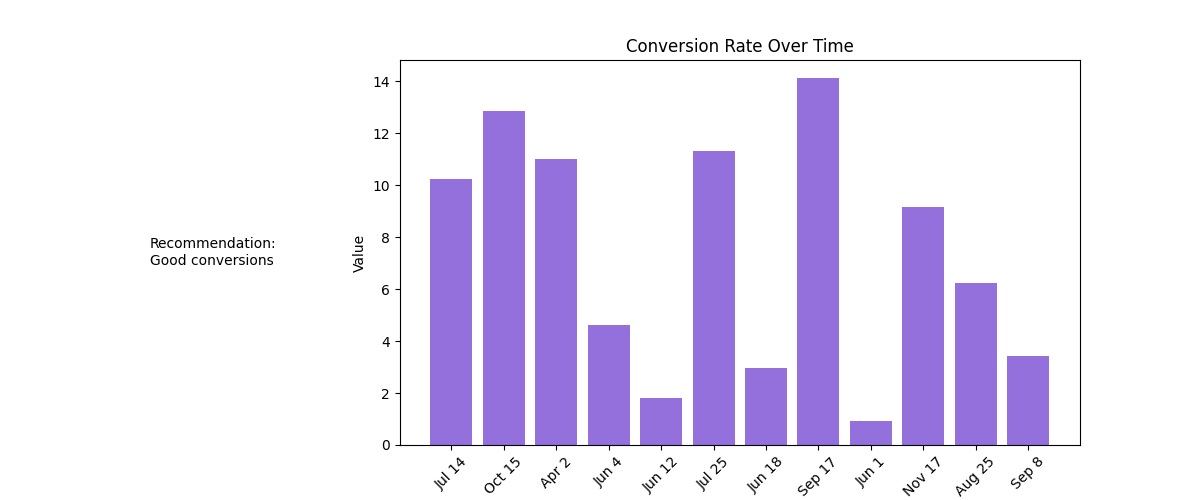 Conversion Rate Over Time
Recommendation:
Good conversions
Value
14
12
10
8
6
4
2
0
Jul 14
Oct 15
Apr 2
Jun 4
Jun 12
Jul 25
Jun 18
Sep 17
Jun 1
Nov 17
Aug 25
Sep 8